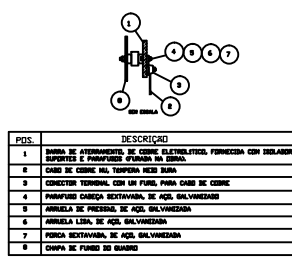 1
4 5 6 7
3
8
2
SEM ESCALA
POS. DESCRIÇÃO
1 BARRA DE ATERRAMENTO, DE COBRE ELETROLITICO, FORNECIDA COM ISOLADOR
SUPORTES E PARAFUSOS (FURADA NA OBRA).
2 CABO DE COBRE NU, TEMPERA MEIO DURA
3 CONECTOR TERMINAL COM UM FURO, PARA CABO DE COBRE
4 PARAFUSO CABEÇA SEXTAVADA, DE AÇO, GALVANIZADO
5 ARRUELA DE PRESSÃO, DE AÇO, GALVANIZADA
6 ARRUELA LISA, DE AÇO, GALVANIZADA
7 PORCA SEXTAVADA, DE AÇO, GALVANIZADA
8 CHAPA DE FUNDO DO QUADRO